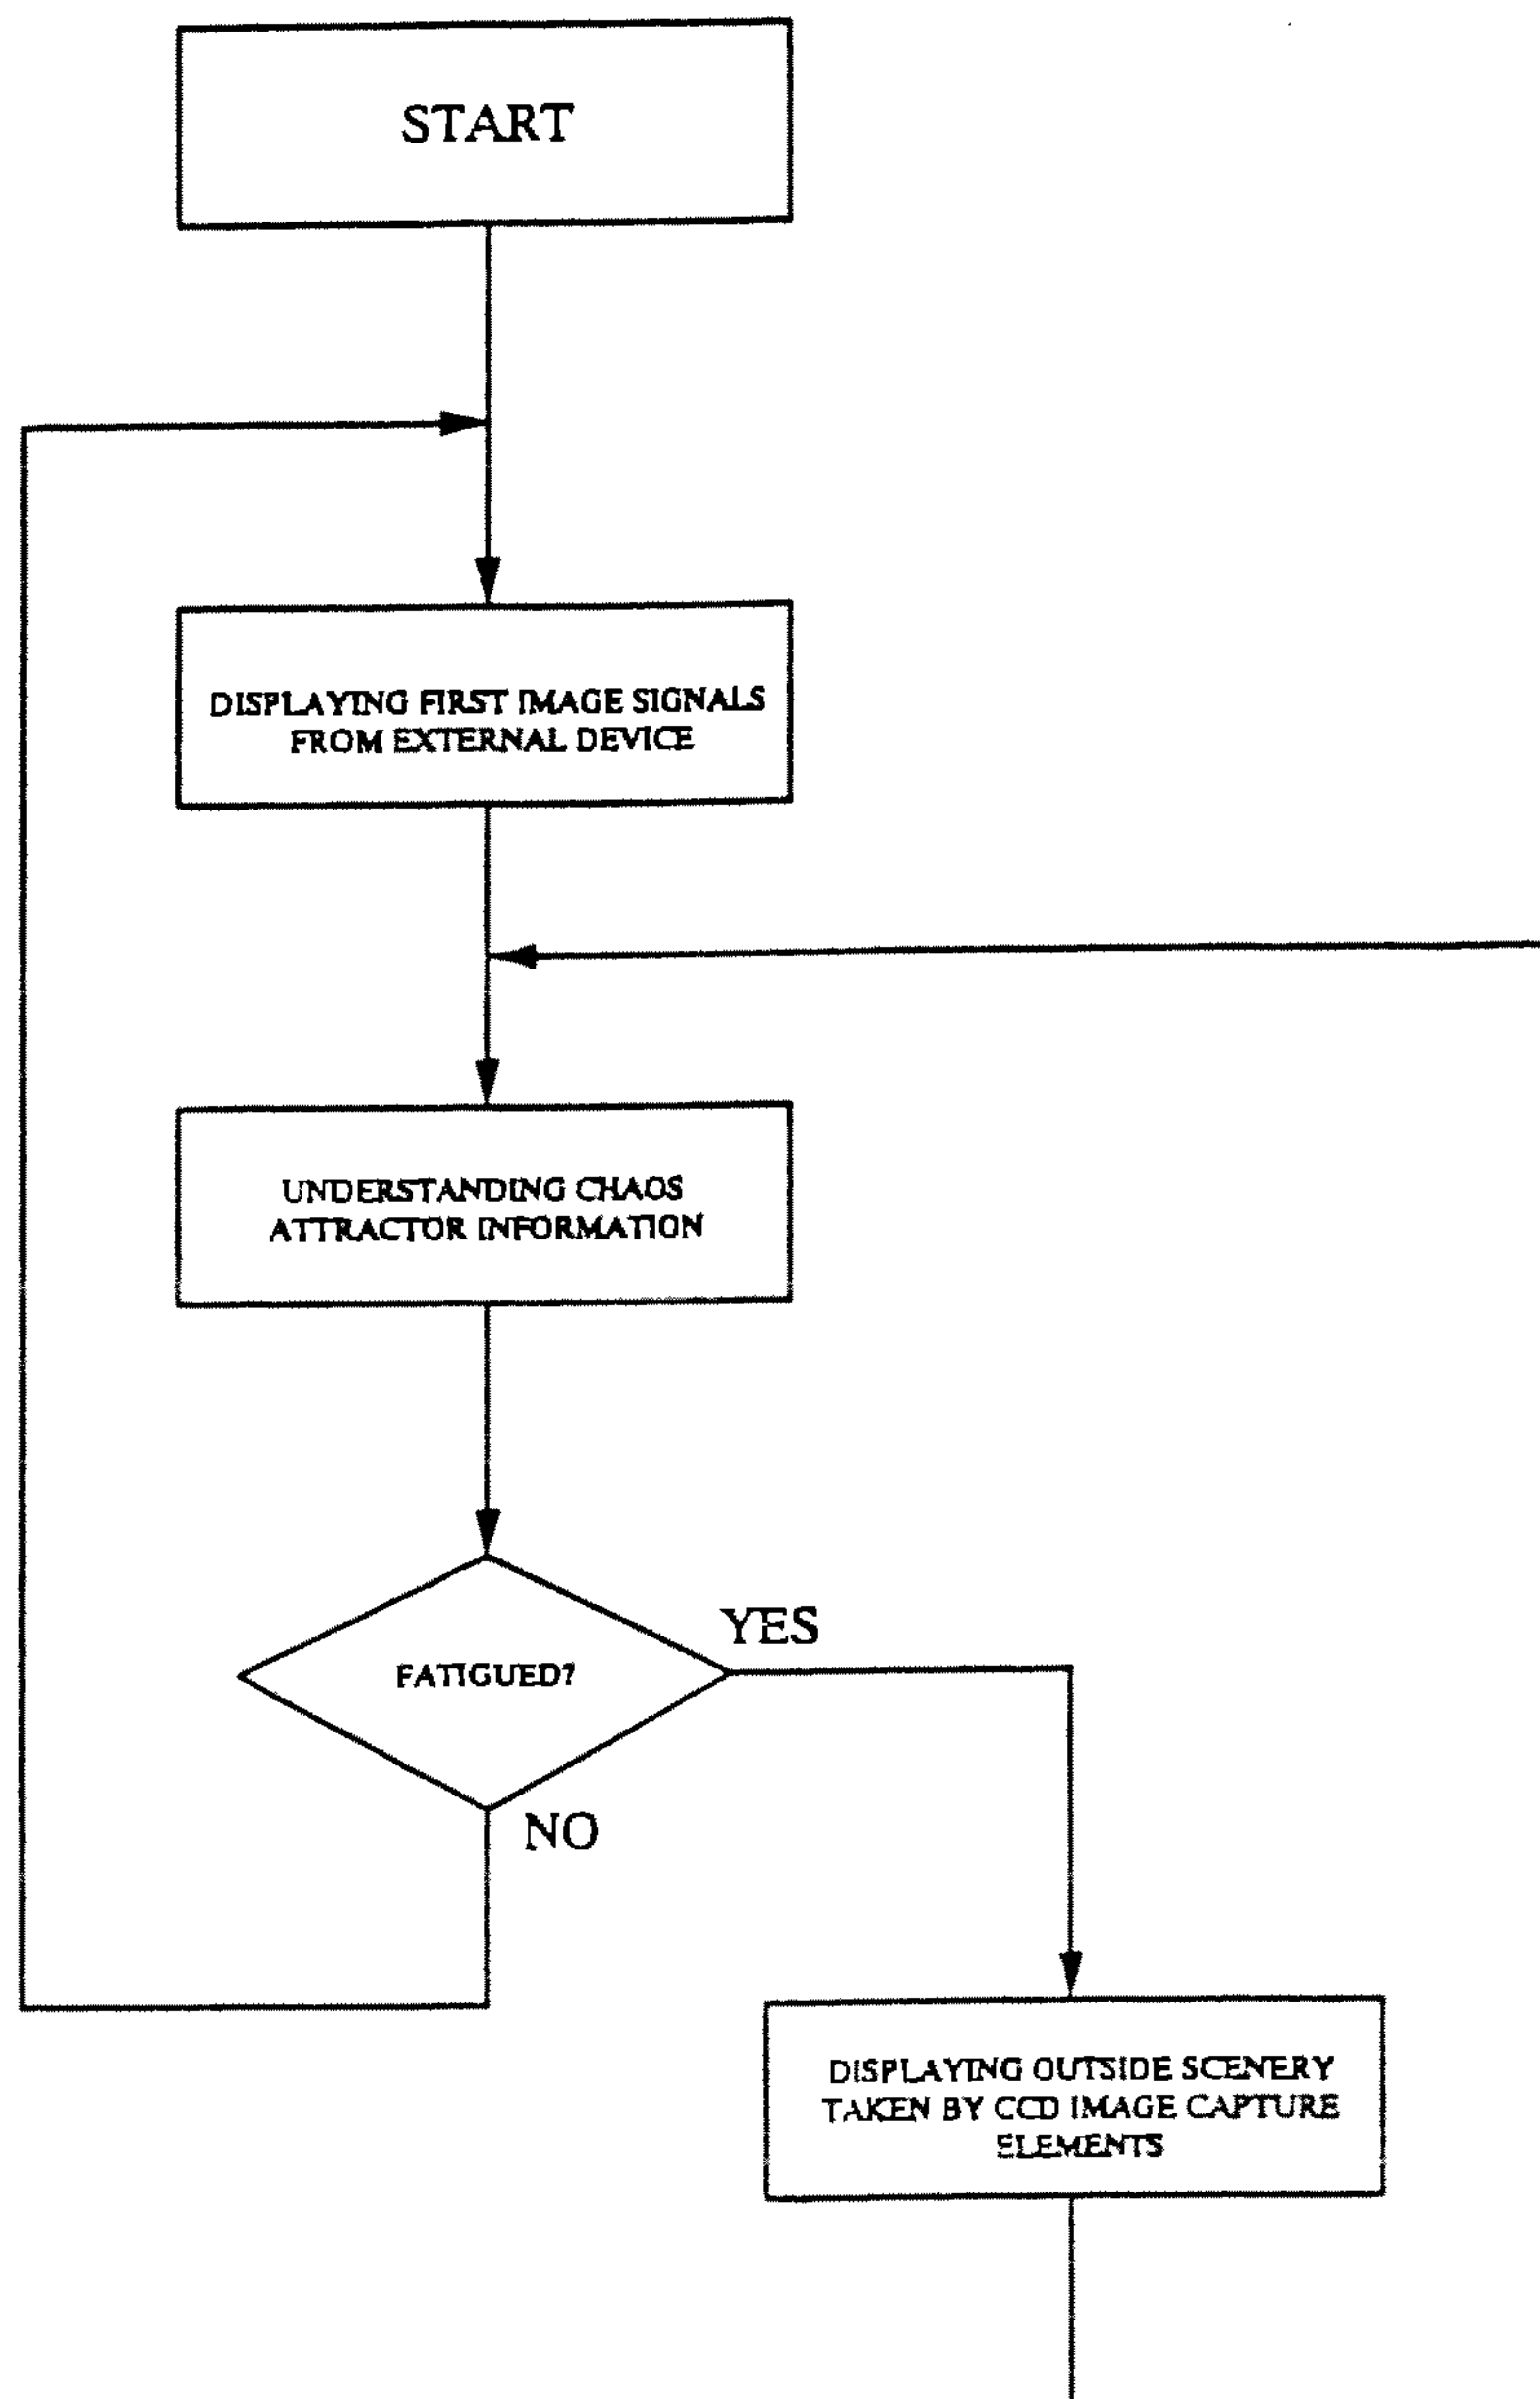 START
DISPLAYING FIRST IMAGE SIGNALS
FROM EXTERNAL DEVICE
UNDERSTANDING CHAOS
ATTRACTOR INFORMATION
FATIGUED?
YES
NO
DISPLAYING OUTSIDE SCENERY
TAKEN BY CCD IMAGE CAPTURE
ELEMENTS